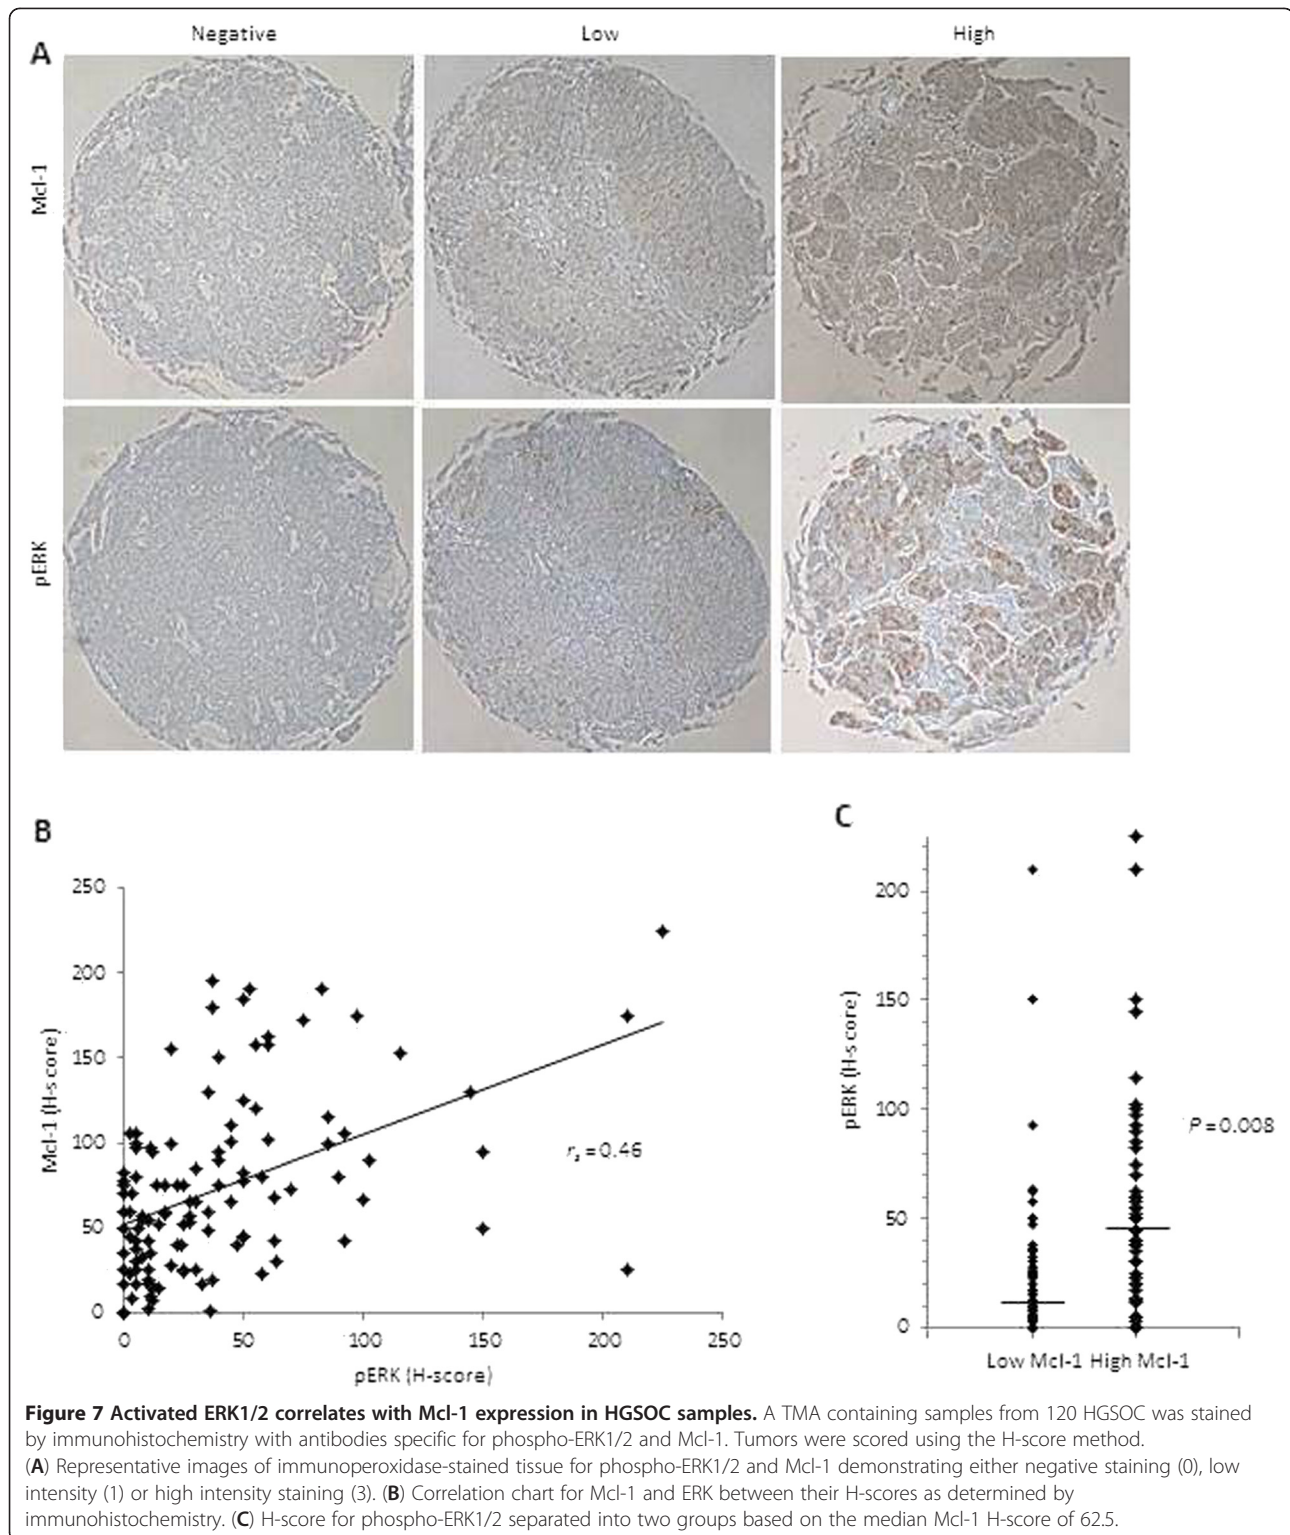 Negative Low High
A
Mcl-1
pERK
B
250
200
150
100
50
0
Mcl-1 (H-score)
0 50 100 150 200 250
pERK (H-score)
rs = 0.46
C
200
150
100
50
0
pERK (H-score)
P = 0.008
Low Mcl-1 High Mcl-1
Figure 7 Activated ERK1/2 correlates with Mcl-1 expression in HGSOC samples. A TMA containing samples from 120 HGSOC was stained
by immunohistochemistry with antibodies specific for phospho-ERK1/2 and Mcl-1. Tumors were scored using the H-score method.
(A) Representative images of immunoperoxidase-stained tissue for phospho-ERK1/2 and Mcl-1 demonstrating either negative staining (0), low
intensity (1) or high intensity staining (3). (B) Correlation chart for Mcl-1 and ERK between their H-scores as determined by
immunohistochemistry. (C) H-score for phospho-ERK1/2 separated into two groups based on the median Mcl-1 H-score of 62.5.